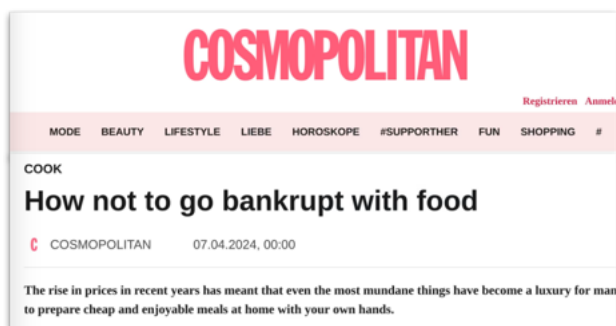 COSMOPOLITAN
Registrieren
MODE BEAUTY LIFESTYLE LIEBE HOROSKOPE #SUPPORTHER FUN SHOPPING #
COOK
How not to go bankrupt with food
C COSMOPOLITAN 07.04.2024, 00:00
The rise in prices in recent years has meant that even the most mundane things have become a luxury for
to prepare cheap and enjoyable meals at home with your own hands.